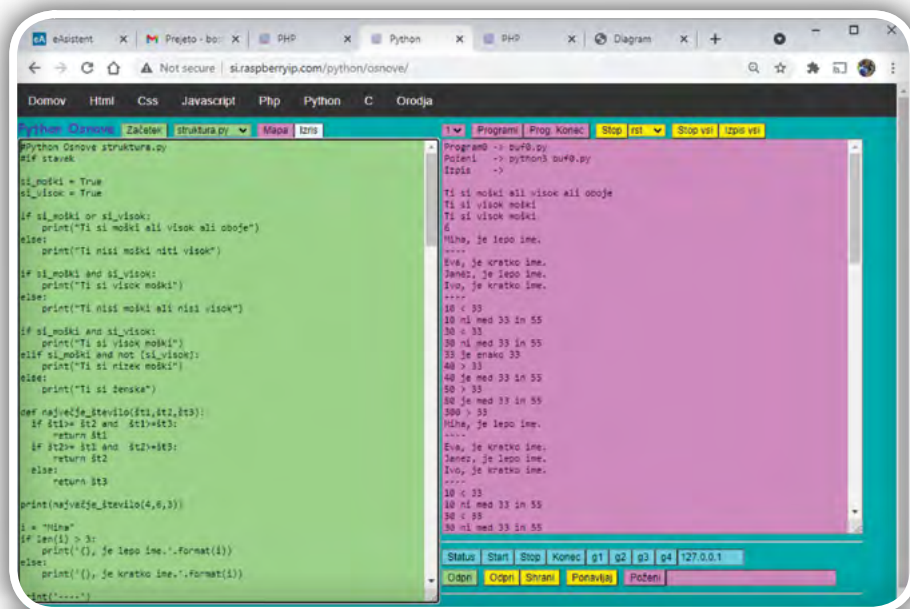 eAsistent
Prejeto - bo:
PHP
Python
PHP
Diagram
Not secure | si.raspberryip.com/python/osnove/
Domov Html Css Javascript Php Python C Orodja
Python Osnove Začetek struktura.py Mapa Izris
#Python Osnove struktura.py
#if stavek
si_moški = True
si_visok = True
if si_moški or si_visok:
print("Ti si moški ali visok ali oboje")
else:
print("Ti nisi moški niti visok")
if si_moški and si_visok:
print("Ti si visok moški")
else:
print("Ti nisi moški ali nisi visok")
if si_moški and si_visok:
print("Ti si visok moški")
elif si_moški and not (si_visok):
print("Ti si nizek moški")
else:
print("Ti si ženska")
def največje_število(št1,št2,št3):
if št1>= št2 and št1>=št3:
return št1
if št2>= št1 and št2>=št3:
return št2
else:
return št3
print(največje_število(4,6,3))
i = "Miha"
if len(i) > 3:
print('{}, je lepo ime.'.format(i))
else:
print('{}, je kratko ime.'.format(i))
print('----')
1 Programi Prog. Konec Stop rst Stop vsi Izpis vsi
Program0 -> buf0.py
Poženi -> python3 buf0.py
Izpis ->
Ti si moški ali visok ali oboje
Ti si visok moški
Ti si visok moški
6
Miha, je lepo ime.
----
Eva, je kratko ime.
Janez, je lepo ime.
Ivo, je kratko ime.
----
10 < 33
10 ni med 33 in 55
30 < 33
30 ni med 33 in 55
33 je enako 33
40 > 33
40 je med 33 in 55
50 > 33
50 je med 33 in 55
300 > 33
Miha, je lepo ime.
----
Eva, je kratko ime.
Janez, je lepo ime.
Ivo, je kratko ime.
----
10 < 33
10 ni med 33 in 55
30 < 33
30 ni med 33 in 55
Status Start Stop Konec g1 g2 g3 g4 127.0.0.1
Odpri Odpri Shrani Ponavljaj Poženi